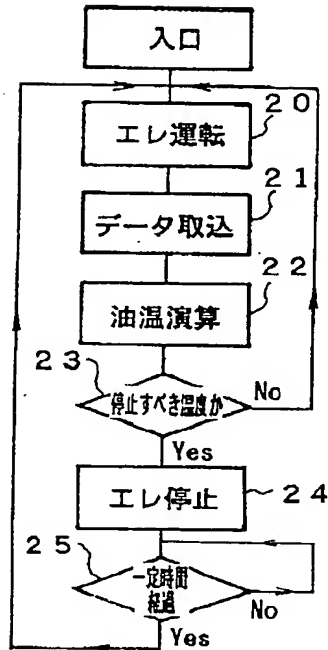 入口
20
エレ運転
21
データ取込
22
油温演算
23
停止すべき温度か
No
Yes
エレ停止
24
25
一定時間
経過
No
Yes